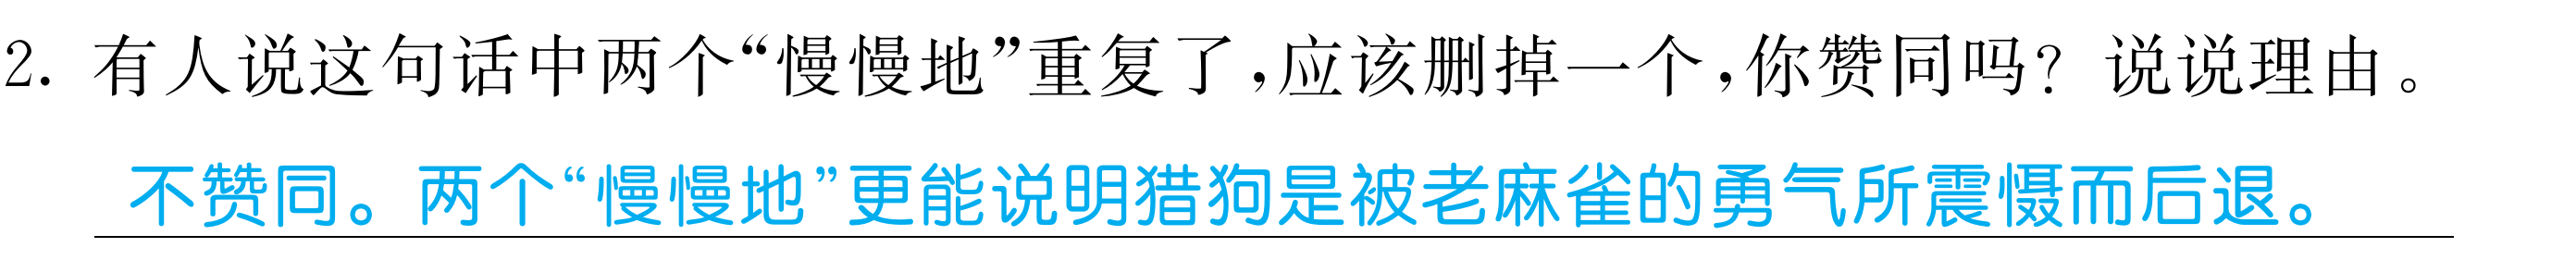 2. 有人说这句话中两个“慢慢地”重复了,应该删掉一个,你赞同吗? 说说理由。
不赞同。两个“慢慢地”更能说明猎狗是被老麻雀的勇气所震慑而后退。